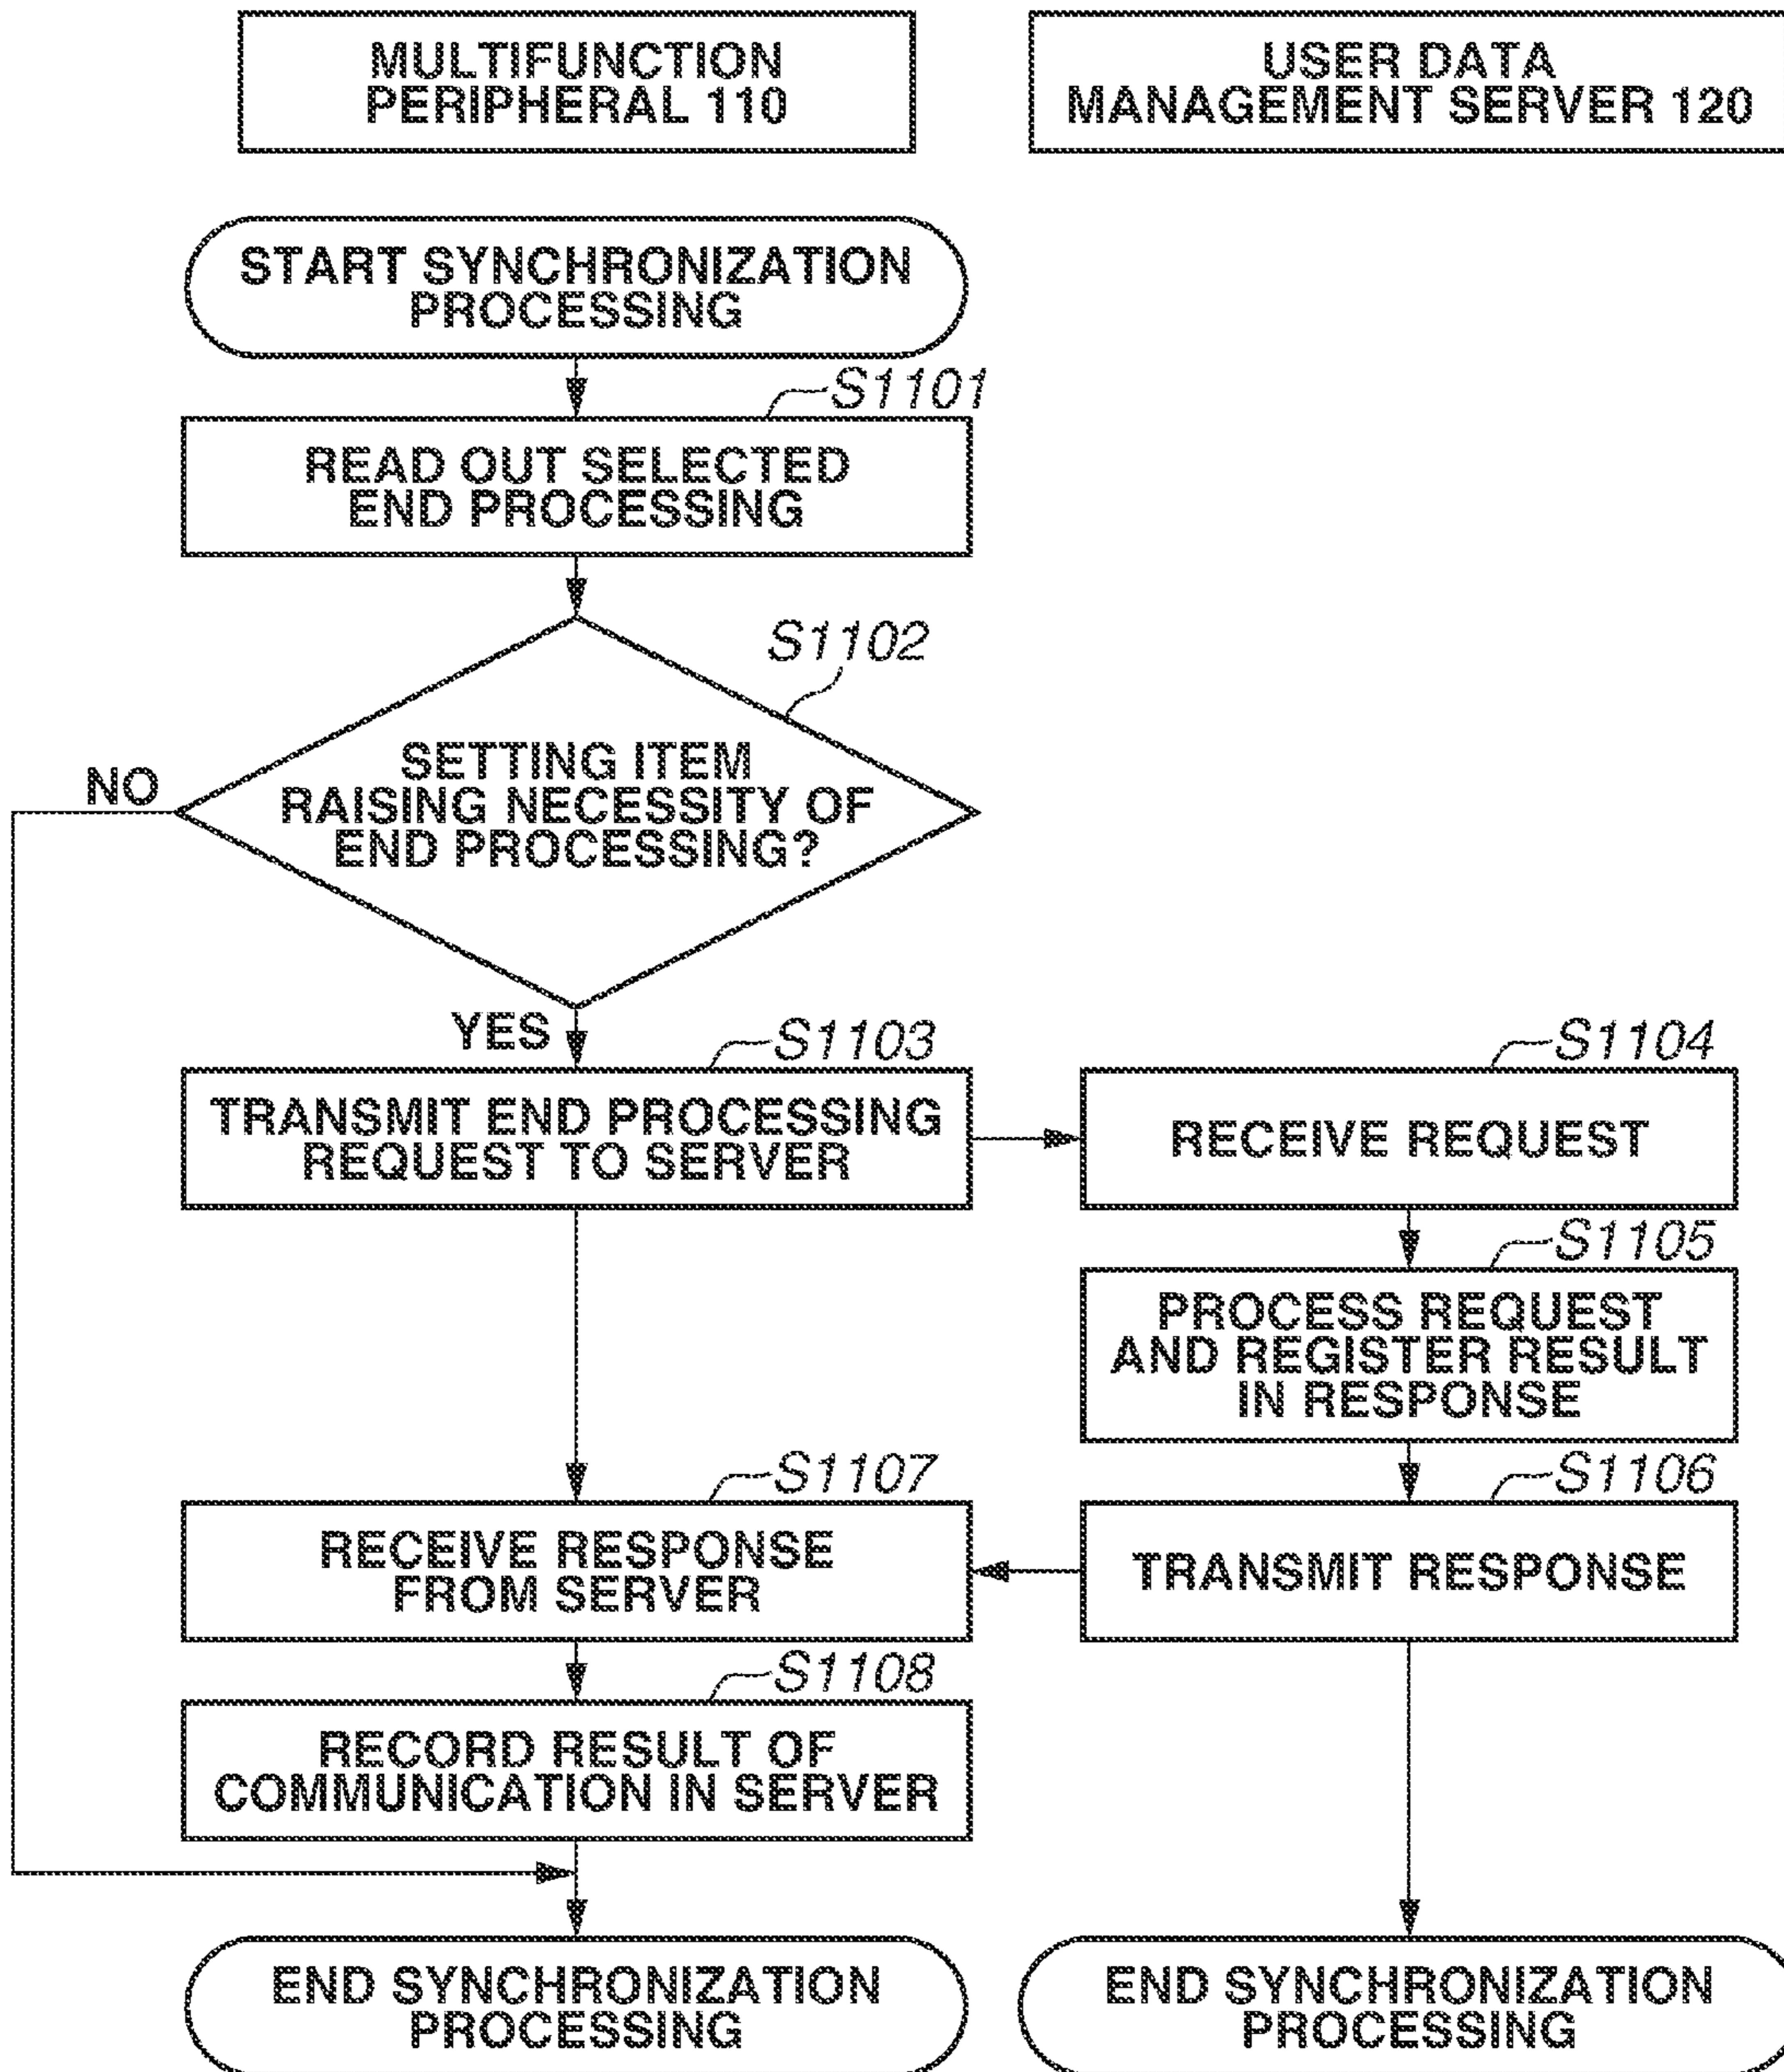 MULTIFUNCTION
PERIPHERAL 110
USER DATA
MANAGEMENT SERVER 120
START SYNCHRONIZATION
PROCESSING
S1101
READ OUT SELECTED
END PROCESSING
S1102
SETTING ITEM
RAISING NECESSITY OF
END PROCESSING?
NO
YES
S1103
TRANSMIT END PROCESSING
REQUEST TO SERVER
S1104
RECEIVE REQUEST
S1105
PROCESS REQUEST
AND REGISTER RESULT
IN RESPONSE
S1107
RECEIVE RESPONSE
FROM SERVER
S1106
TRANSMIT RESPONSE
S1108
RECORD RESULT OF
COMMUNICATION IN SERVER
END SYNCHRONIZATION
PROCESSING
END SYNCHRONIZATION
PROCESSING